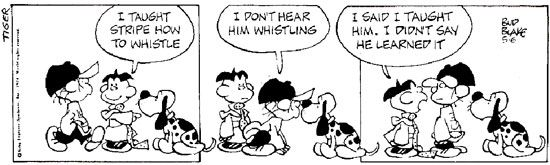 TIGER
I TAUGHT
STRIPE HOW
TO WHISTLE
I DON'T HEAR
HIM WHISTLING
I SAID I TAUGHT
HIM. I DIDN'T SAY
HE LEARNED IT
BUD
BLAKE
5-6